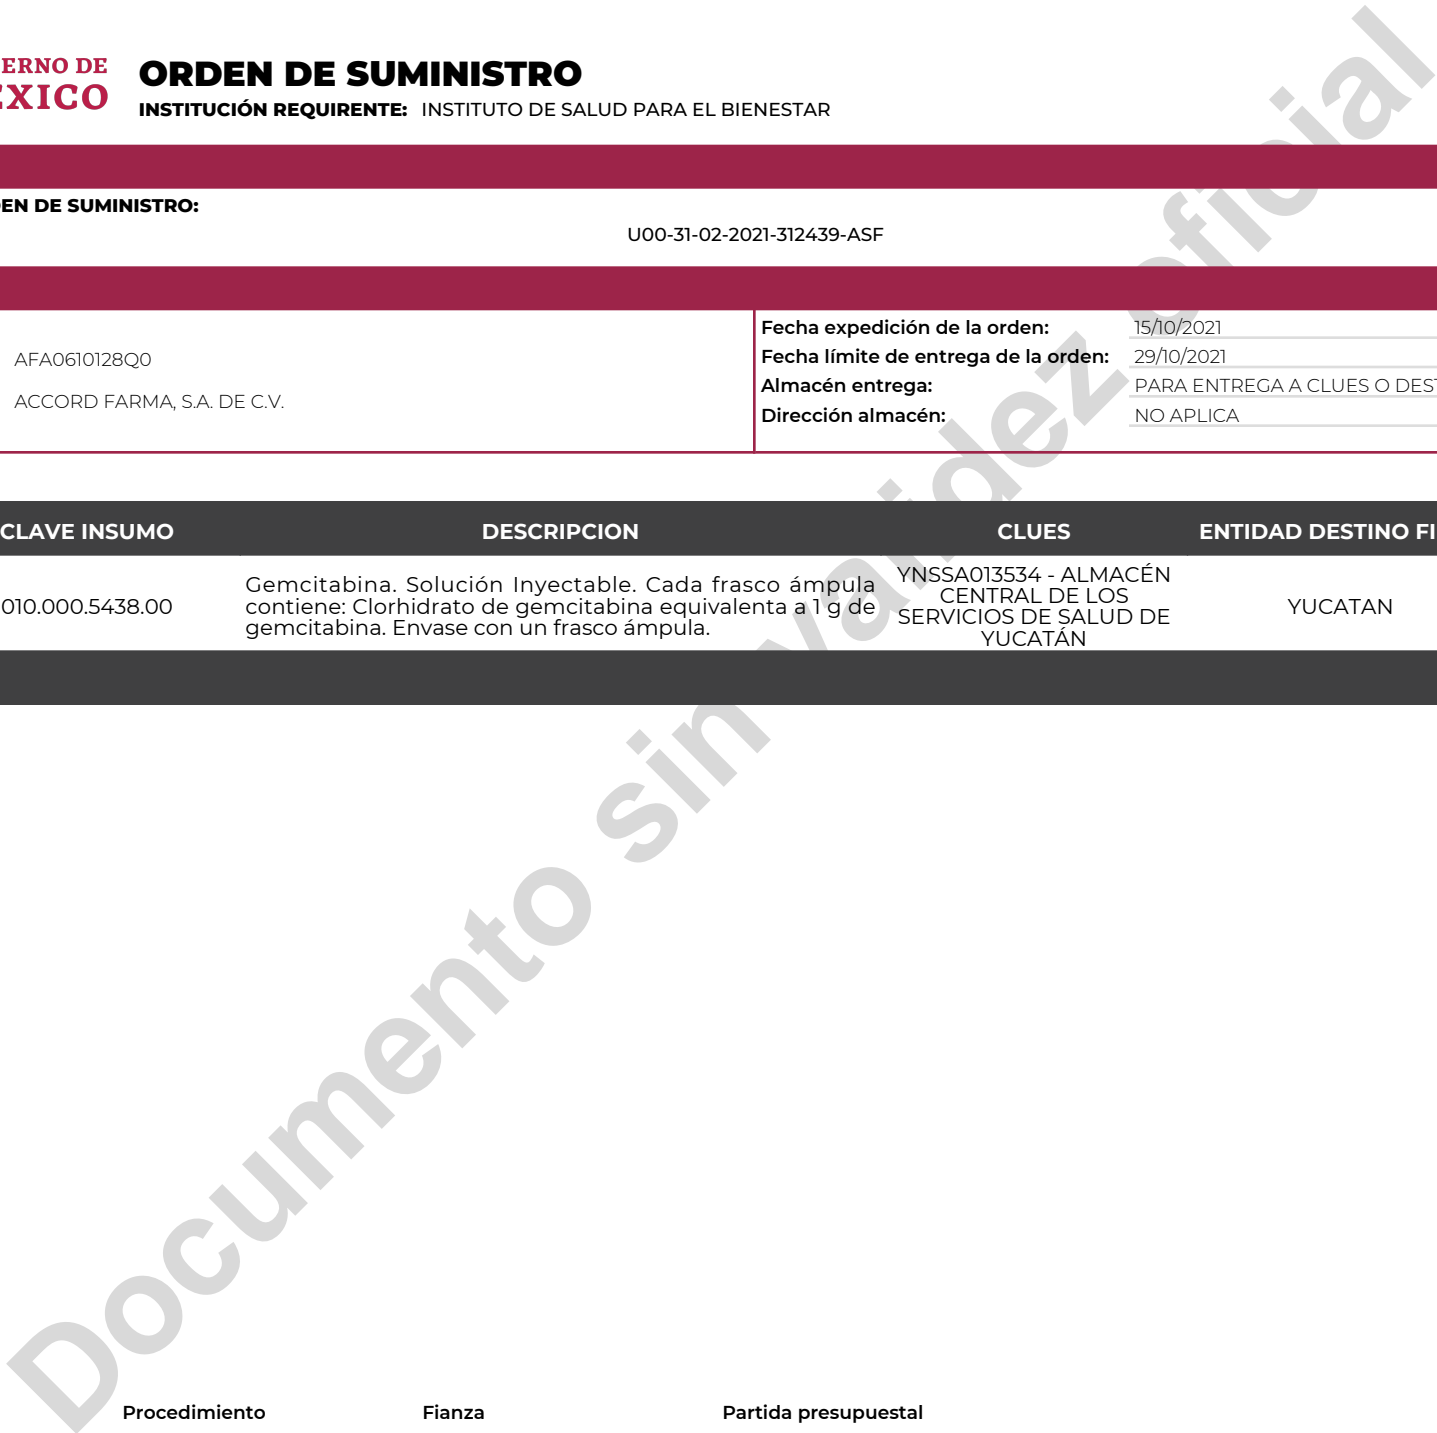 ERNO DE
ÉXICO
ORDEN DE SUMINISTRO
INSTITUCIÓN REQUIRENTE: INSTITUTO DE SALUD PARA EL BIENESTAR
EN DE SUMINISTRO:
U00-31-02-2021-312439-ASF
AFA0610128Q0
ACCORD FARMA, S.A. DE C.V.
Fecha expedición de la orden: 15/10/2021
Fecha límite de entrega de la orden: 29/10/2021
Almacén entrega: PARA ENTREGA A CLUES O DEST
Dirección almacén: NO APLICA
CLAVE INSUMO DESCRIPCION CLUES ENTIDAD DESTINO FI
010.000.5438.00
Gemcitabina. Solución Inyectable. Cada frasco ámpula
contiene: Clorhidrato de gemcitabina equivalenta a 1 g de
gemcitabina. Envase con un frasco ámpula.
YNSSA013534 - ALMACÉN
CENTRAL DE LOS
SERVICIOS DE SALUD DE
YUCATÁN
YUCATAN
Documento sin validez oficial
Procedimiento Fianza Partida presupuestal